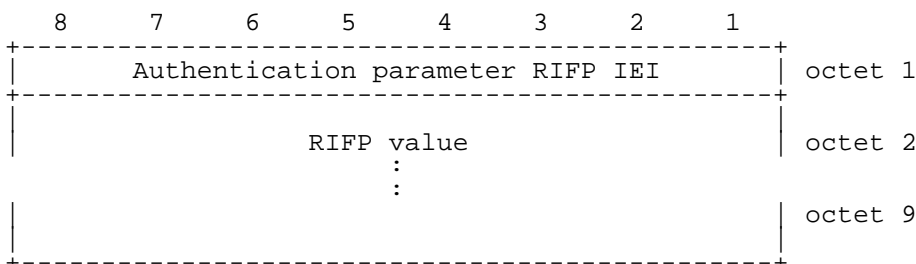 8 7 6 5 4 3 2 1
Authentication parameter RIFP IEI octet 1
RIFP value octet 2
:
:
octet 9